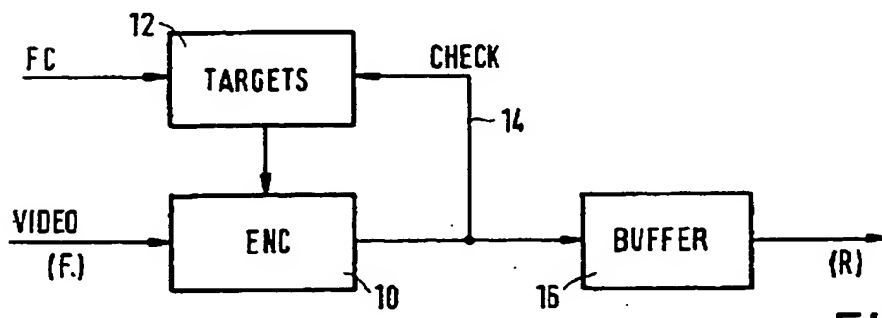 12
FC
TARGETS
CHECK
14
VIDEO
(F.)
ENC
10
BUFFER
16
(R)